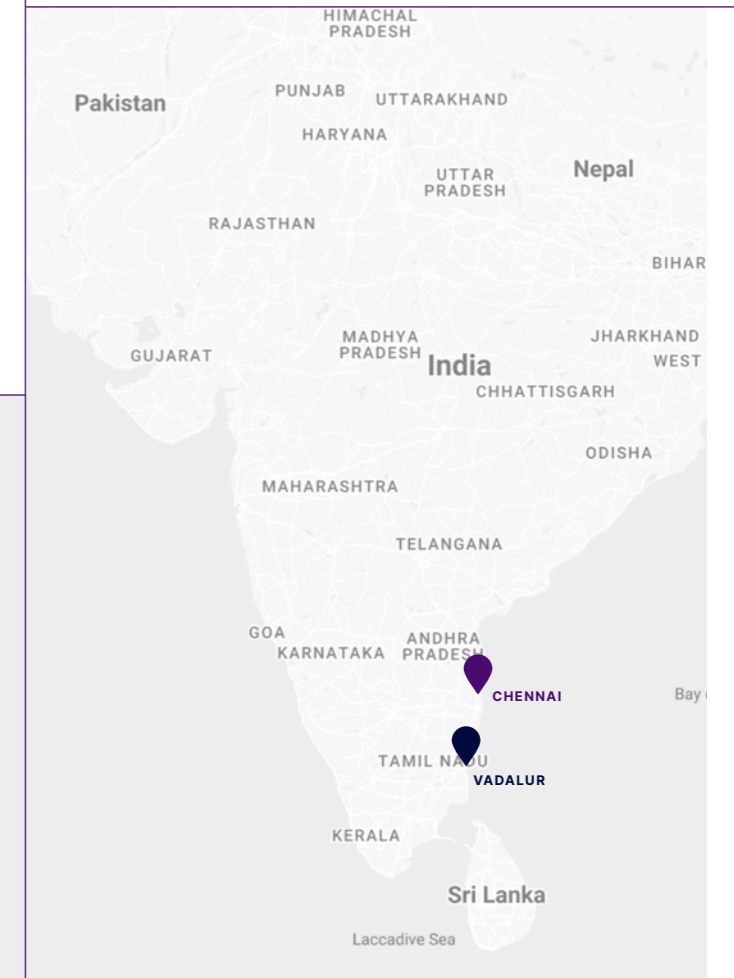 HIMACHAL
PRADESH
PUNJAB
UTTARAKHAND
Pakistan
HARYANA
UTTAR
PRADESH
Nepal
RAJASTHAN
BIHAR
MADHYA
PRADESH
JHARKHAND
GUJARAT
India
WEST
CHHATTISGARH
ODISHA
MAHARASHTRA
TELANGANA
GOA
ANDHRA
PRADESH
KARNATAKA
CHENNAI
Bay
TAMIL NADU
VADALUR
KERALA
Sri Lanka
Laccadive Sea